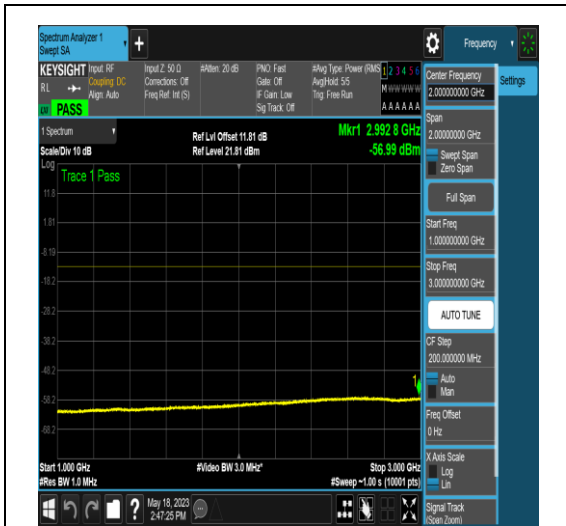 Spectrum Analyzer 1
Swept SA
+
Frequency
KEYSIGHT
RL
PASS
Input: RF
Coupling: DC
Align: Auto
Input Z: 50 Ω
Corrections: Off
Freq Ref: Int (S)
#Atten: 20 dB
PNO: Fast
Gate: Off
IF Gain: Low
Sig Track: Off
#Avg Type: Power (RMS
Avg|Hold: 5/5
Trig: Free Run
1 2 3 4 5 6
M W W W W W
A A A A A A
1 Spectrum
Scale/Div 10 dB
Ref Lvl Offset 11.81 dB
Ref Level 21.81 dBm
Mkr1 2.992 8 GHz
-56.99 dBm
Log
Trace 1 Pass
11.8
1.81
-8.19
-18.2
-28.2
-38.2
-48.2
-58.2
-68.2
1
Start 1.000 GHz
#Res BW 1.0 MHz
#Video BW 3.0 MHz*
Stop 3.000 GHz
#Sweep ~1.00 s (10001 pts)
Center Frequency
2.000000000 GHz
Settings
Span
2.00000000 GHz
Swept Span
Zero Span
Full Span
Start Freq
1.000000000 GHz
Stop Freq
3.000000000 GHz
AUTO TUNE
CF Step
200.000000 MHz
Auto
Man
Freq Offset
0 Hz
X Axis Scale
Log
Lin
Signal Track
(Span Zoom)
?
May 18, 2023
2:47:25 PM